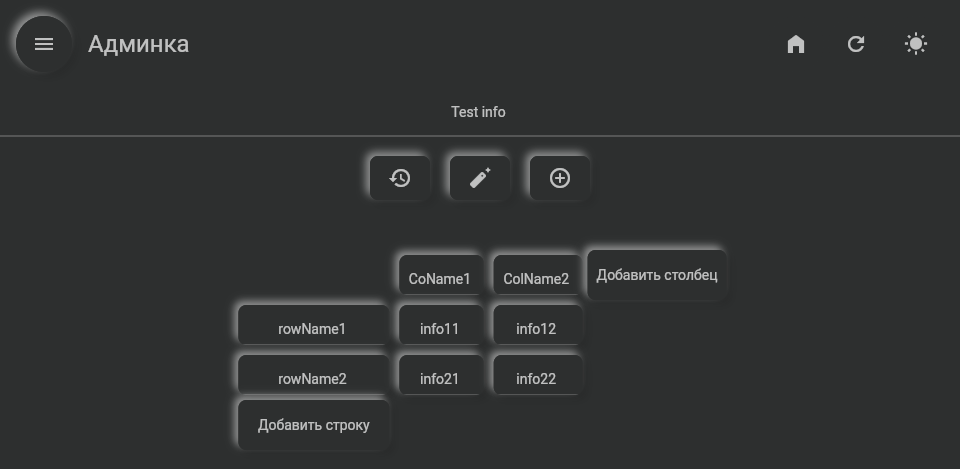 Админка
Test info
CoName1 ColName2 Добавить столбец
rowName1 info11 info12
rowName2 info21 info22
Добавить строку